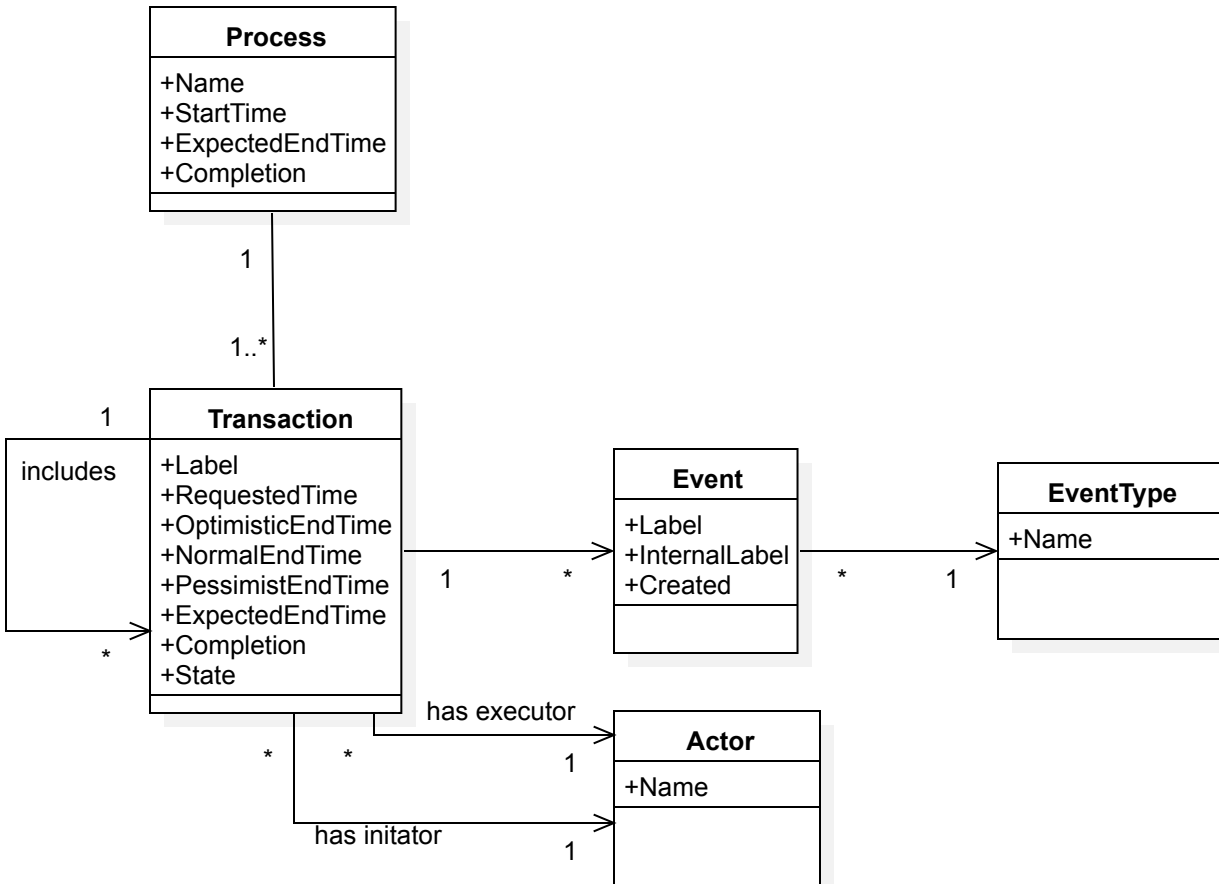 Process
+Name
+StartTime
+ExpectedEndTime
+Completion
1
1..*
1
includes
*
Transaction
+Label
+RequestedTime
+OptimisticEndTime
+NormalEndTime
+PessimistEndTime
+ExpectedEndTime
+Completion
+State
1
*
Event
+Label
+InternalLabel
+Created
*
1
EventType
+Name
has executor
*
*
1
has initator
1
Actor
+Name